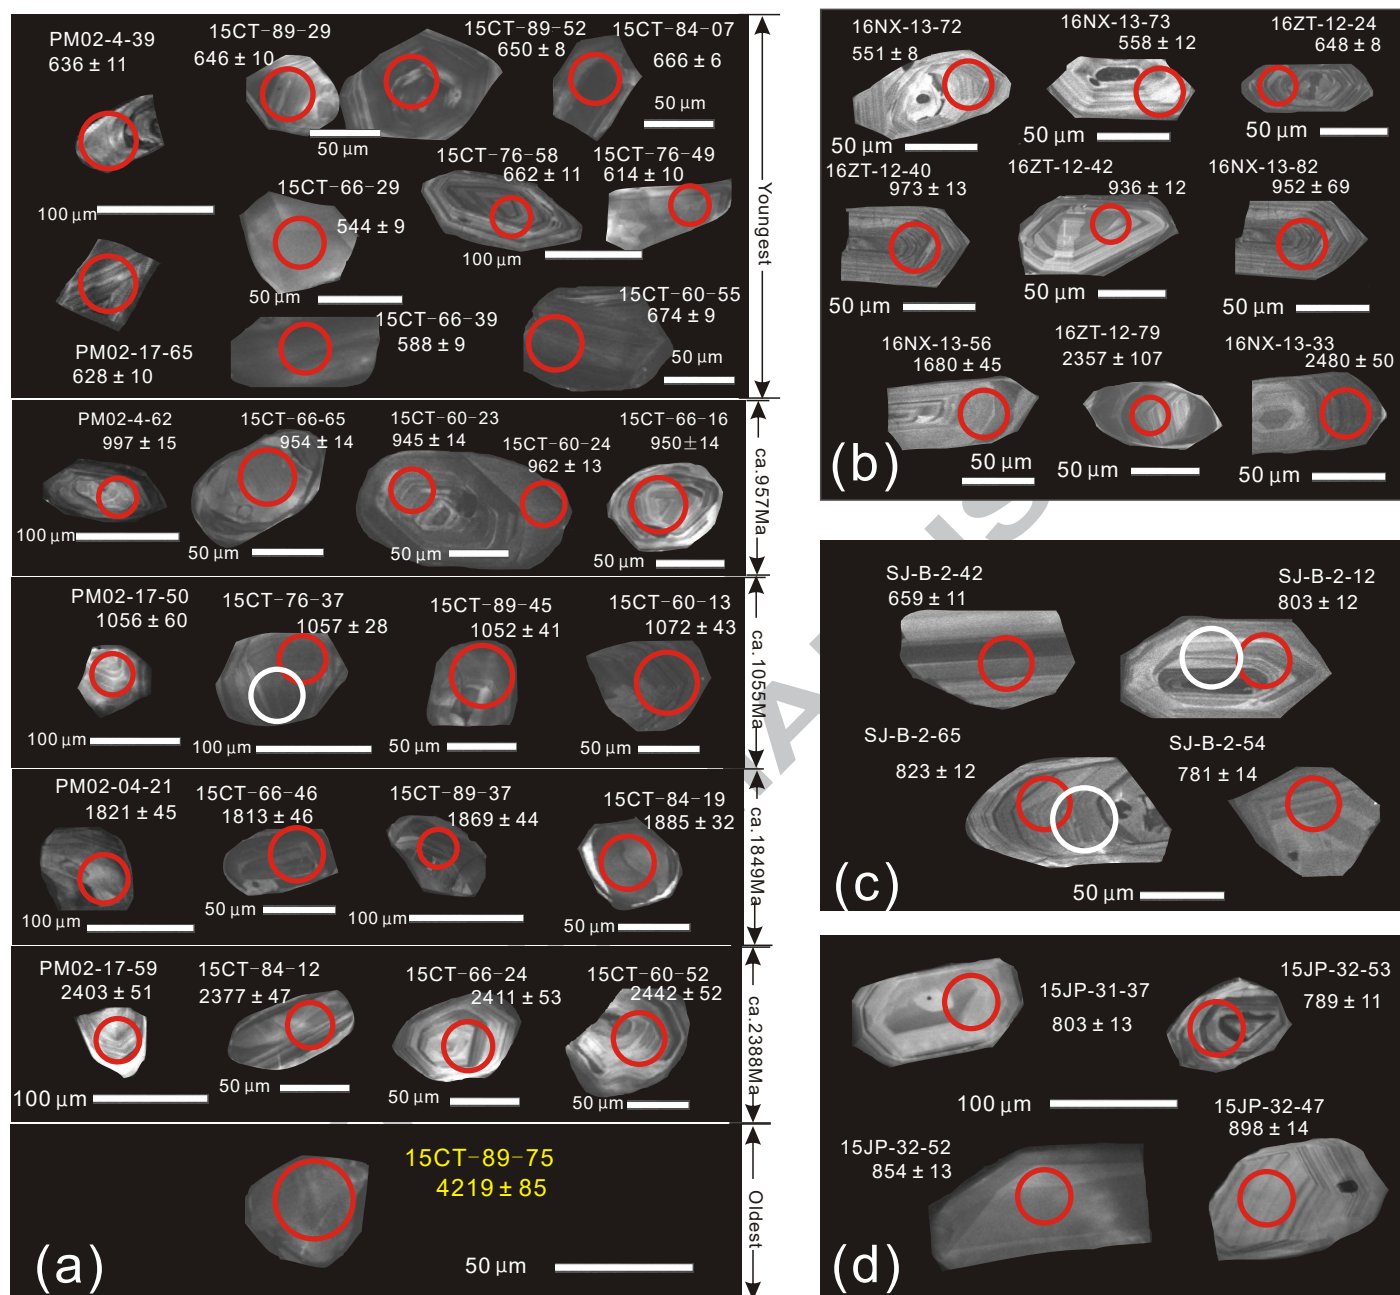 PM02-4-39
636 ± 11
15CT-89-29
646 ± 10
15CT-89-52
650 ± 8
15CT-84-07
666 ± 6
50 μm
50 μm
100 μm
15CT-66-29
544 ± 9
15CT-76-58
662 ± 11
15CT-76-49
614 ± 10
100 μm
50 μm
PM02-17-65
628 ± 10
15CT-66-39
588 ± 9
15CT-60-55
674 ± 9
50 μm
Youngest
PM02-4-62
997 ± 15
15CT-66-65
954 ± 14
15CT-60-23
945 ± 14
15CT-60-24
962 ± 13
15CT-66-16
950±14
100 μm
50 μm
50 μm
50 μm
ca.957Ma
PM02-17-50
1056 ± 60
15CT-76-37
1057 ± 28
15CT-89-45
1052 ± 41
15CT-60-13
1072 ± 43
100 μm
100 μm
50 μm
50 μm
ca.1055Ma
PM02-04-21
1821 ± 45
15CT-66-46
1813 ± 46
15CT-89-37
1869 ± 44
15CT-84-19
1885 ± 32
100 μm
50 μm
100 μm
50 μm
ca.1849Ma
PM02-17-59
2403 ± 51
15CT-84-12
2377 ± 47
15CT-66-24
2411 ± 53
15CT-60-52
2442 ± 52
100 μm
50 μm
50 μm
50 μm
ca.2388Ma
15CT-89-75
4219 ± 85
50 μm
Oldest
(a)
16NX-13-72
551 ± 8
16NX-13-73
558 ± 12
16ZT-12-24
648 ± 8
50 μm
50 μm
50 μm
16ZT-12-40
973 ± 13
16ZT-12-42
936 ± 12
16NX-13-82
952 ± 69
50 μm
50 μm
50 μm
16NX-13-56
1680 ± 45
16ZT-12-79
2357 ± 107
16NX-13-33
2480 ± 50
50 μm
50 μm
50 μm
(b)
SJ-B-2-42
659 ± 11
SJ-B-2-12
803 ± 12
SJ-B-2-65
823 ± 12
SJ-B-2-54
781 ± 14
50 μm
(c)
15JP-31-37
803 ± 13
15JP-32-53
789 ± 11
100 μm
15JP-32-52
854 ± 13
15JP-32-47
898 ± 14
(d)